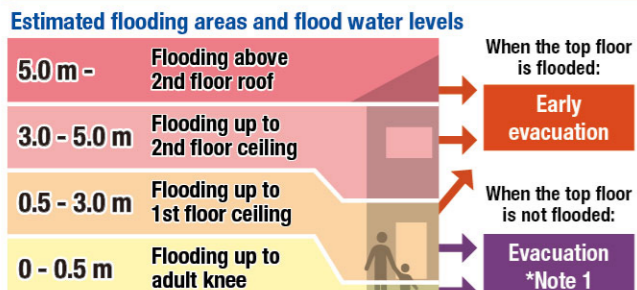 Estimated flooding areas and flood water levels
5.0 m -
Flooding above
2nd floor roof
3.0 - 5.0 m
Flooding up to
2nd floor ceiling
0.5 - 3.0 m
Flooding up to
1st floor ceiling
0 - 0.5 m
Flooding up to
adult knee
When the top floor
is flooded:
Early
evacuation
When the top floor
is not flooded:
Evacuation
*Note 1